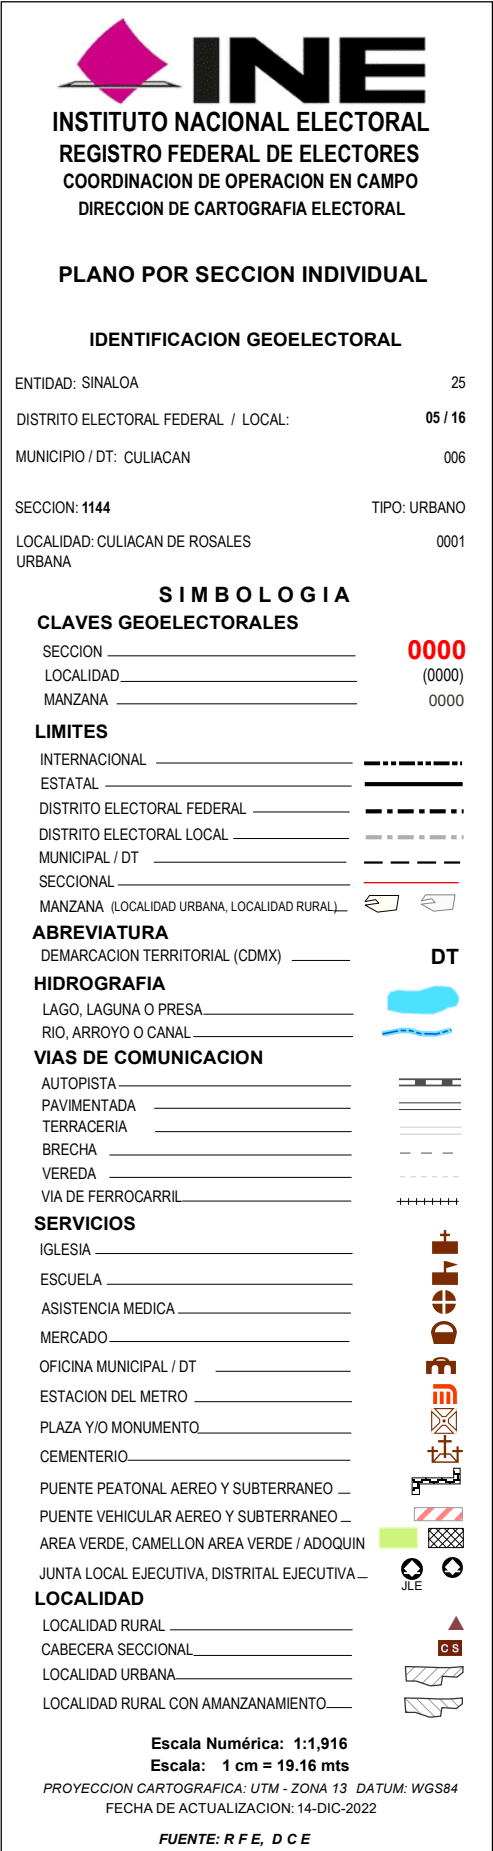 INE
INSTITUTO NACIONAL ELECTORAL
REGISTRO FEDERAL DE ELECTORES
COORDINACION DE OPERACION EN CAMPO
DIRECCION DE CARTOGRAFIA ELECTORAL
PLANO POR SECCION INDIVIDUAL
IDENTIFICACION GEOELECTORAL
ENTIDAD: SINALOA 25
DISTRITO ELECTORAL FEDERAL / LOCAL: 05 / 16
MUNICIPIO / DT: CULIACAN 006
SECCION: 1144 TIPO: URBANO
LOCALIDAD: CULIACAN DE ROSALES 0001
URBANA
SIMBOLOGIA
CLAVES GEOELECTORALES
SECCION 0000
LOCALIDAD (0000)
MANZANA 0000
LIMITES
INTERNACIONAL
ESTATAL
DISTRITO ELECTORAL FEDERAL
DISTRITO ELECTORAL LOCAL
MUNICIPAL / DT
SECCIONAL
MANZANA (LOCALIDAD URBANA, LOCALIDAD RURAL)
ABREVIATURA
DEMARCACION TERRITORIAL (CDMX) DT
HIDROGRAFIA
LAGO, LAGUNA O PRESA
RIO, ARROYO O CANAL
VIAS DE COMUNICACION
AUTOPISTA
PAVIMENTADA
TERRACERIA
BRECHA
VEREDA
VIA DE FERROCARRIL
SERVICIOS
IGLESIA
ESCUELA
ASISTENCIA MEDICA
MERCADO
OFICINA MUNICIPAL / DT
ESTACION DEL METRO
PLAZA Y/O MONUMENTO
CEMENTERIO
PUENTE PEATONAL AEREO Y SUBTERRANEO
PUENTE VEHICULAR AEREO Y SUBTERRANEO
AREA VERDE, CAMELLON AREA VERDE / ADOQUIN
JUNTA LOCAL EJECUTIVA, DISTRITAL EJECUTIVA
JLE
LOCALIDAD
LOCALIDAD RURAL
CABECERA SECCIONAL CS
LOCALIDAD URBANA
LOCALIDAD RURAL CON AMANZANAMIENTO
Escala Numérica: 1:1,916
Escala: 1 cm = 19.16 mts
PROYECCION CARTOGRAFICA: UTM - ZONA 13 DATUM: WGS84
FECHA DE ACTUALIZACION: 14-DIC-2022
FUENTE: R F E, D C E